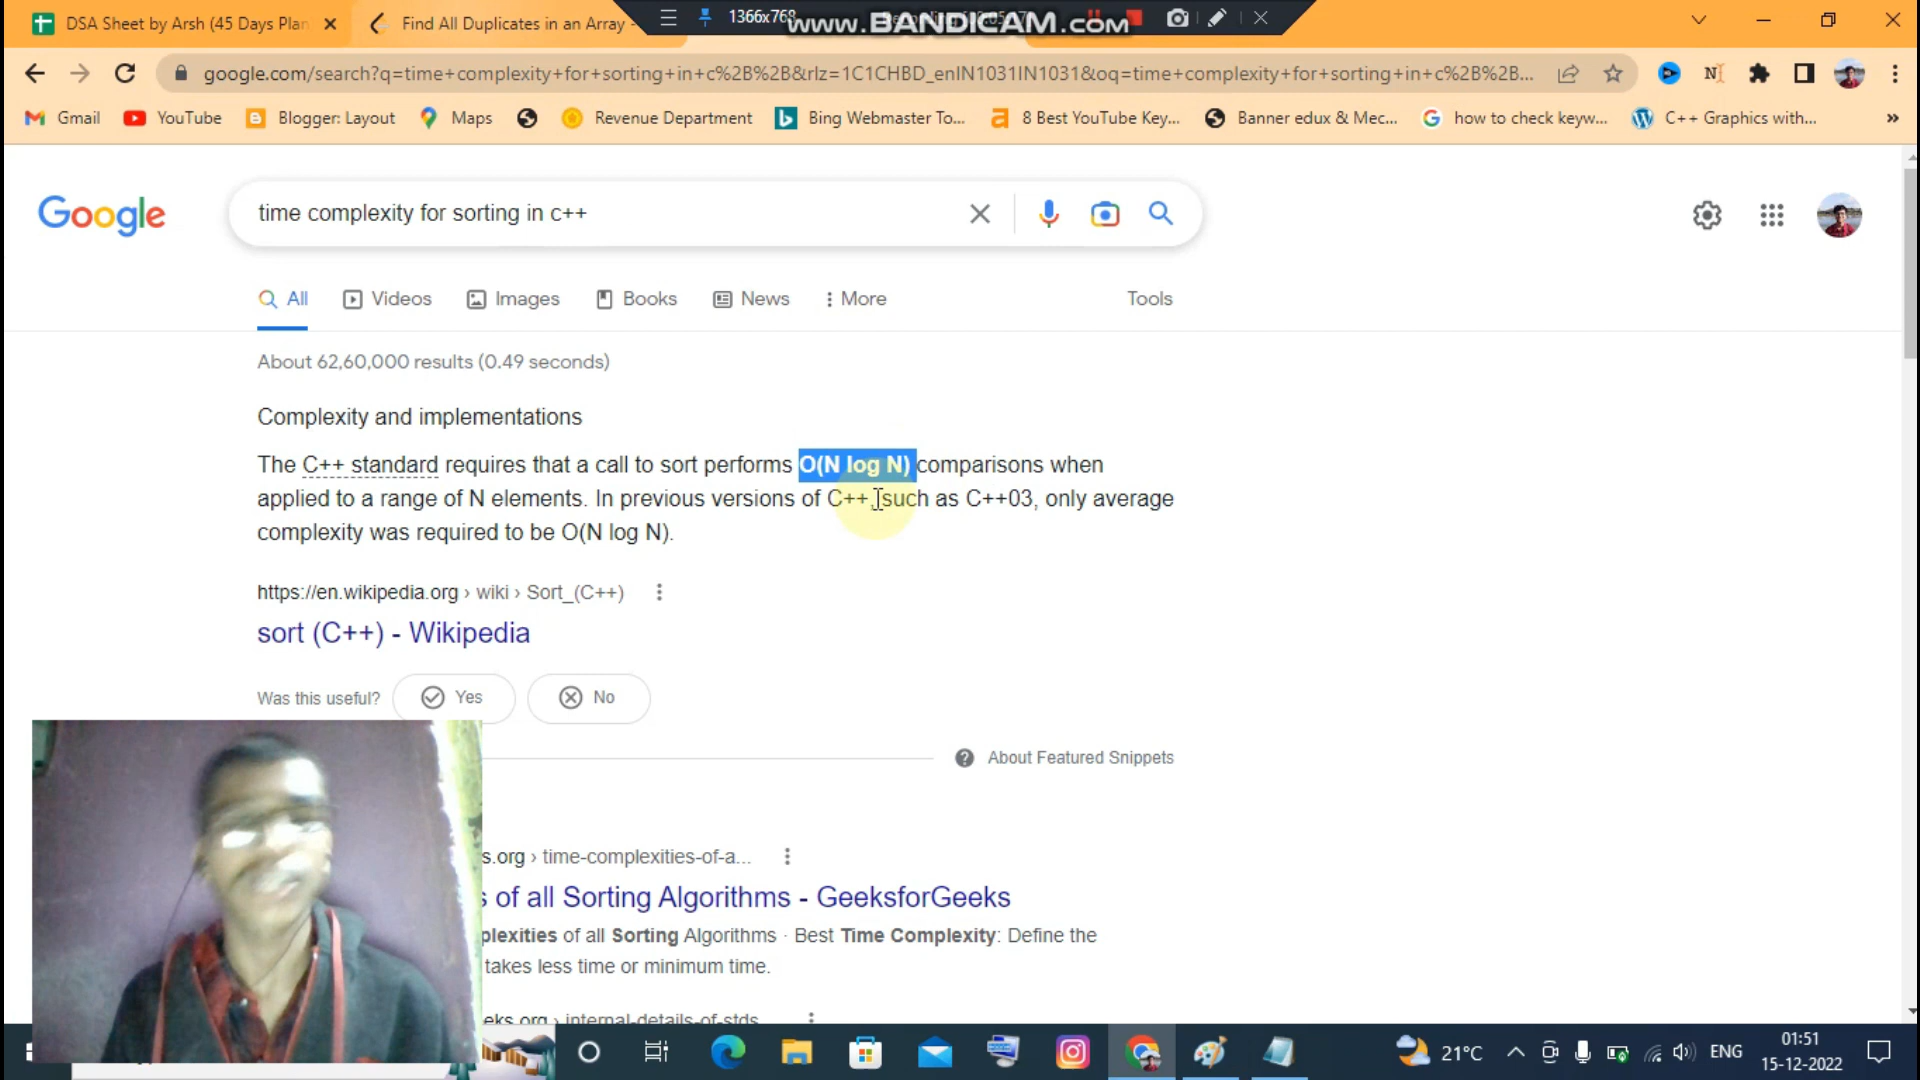 DSA Sheet by Arsh (45 Days Plan
Find All Duplicates in an Array -
1366x768
www.BANDICAM.com
google.com/search?q=time+complexity+for+sorting+in+c%2B%2B&rlz=1C1CHBD_enIN1031IN1031&oq=time+complexity+for+sorting+in+c%2B%2B...
Gmail
YouTube
Blogger: Layout
Maps
Revenue Department
Bing Webmaster To...
8 Best YouTube Key...
Banner edux & Mec...
how to check keyw...
C++ Graphics with...
»
Google
time complexity for sorting in c++
All
Videos
Images
Books
News
More
Tools
About 62,60,000 results (0.49 seconds)
Complexity and implementations
The C++ standard requires that a call to sort performs O(N log N) comparisons when
applied to a range of N elements. In previous versions of C++, such as C++03, only average
complexity was required to be O(N log N).
https://en.wikipedia.org › wiki › Sort_(C++)
sort (C++) - Wikipedia
Was this useful?
Yes
No
About Featured Snippets
s.org › time-complexities-of-a...
s of all Sorting Algorithms - GeeksforGeeks
plexities of all Sorting Algorithms · Best Time Complexity: Define the
takes less time or minimum time.
eks.org › internal-details-of-stds...
21°C
ENG
01:51
15-12-2022